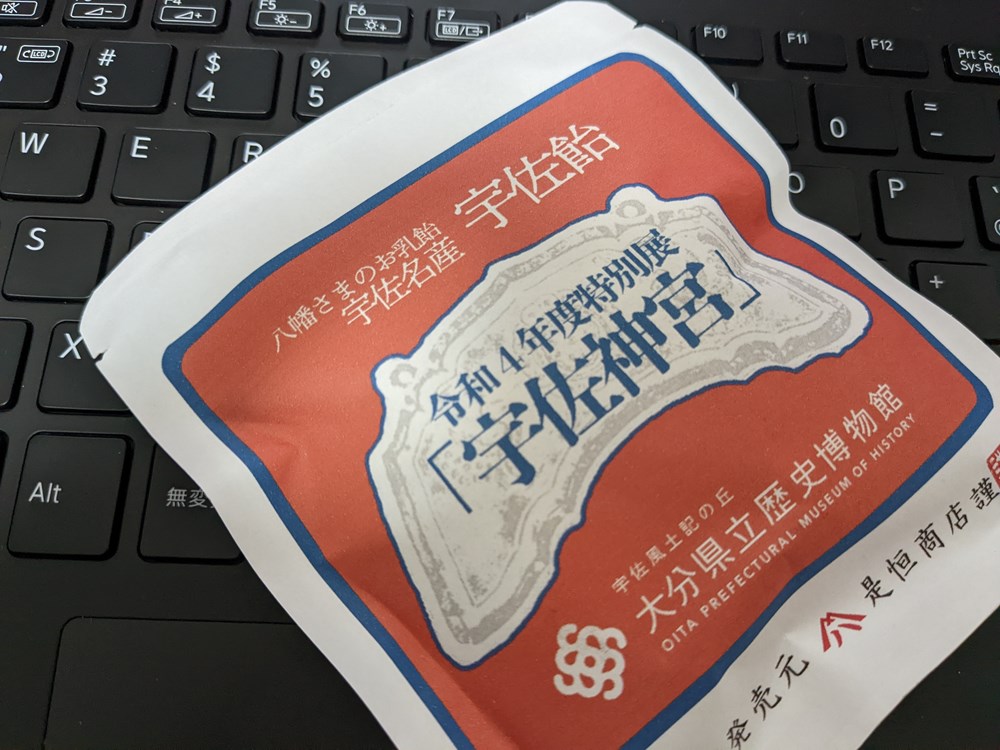 F5
F6
F7
F10
F11
F12
Prt Sc
Sys Rq
#
3
$
4
%
5
0
=
-
W
E
R
O
P
S
+
X
Alt
無変
八幡さまのお乳飴
宇佐名産
宇佐飴
令和4年度特別展
「宇佐神宮」
宇佐風土記の丘
大分県立歴史博物館
OITA PREFECTURAL MUSEUM OF HISTORY
発売元 是恒商店謹